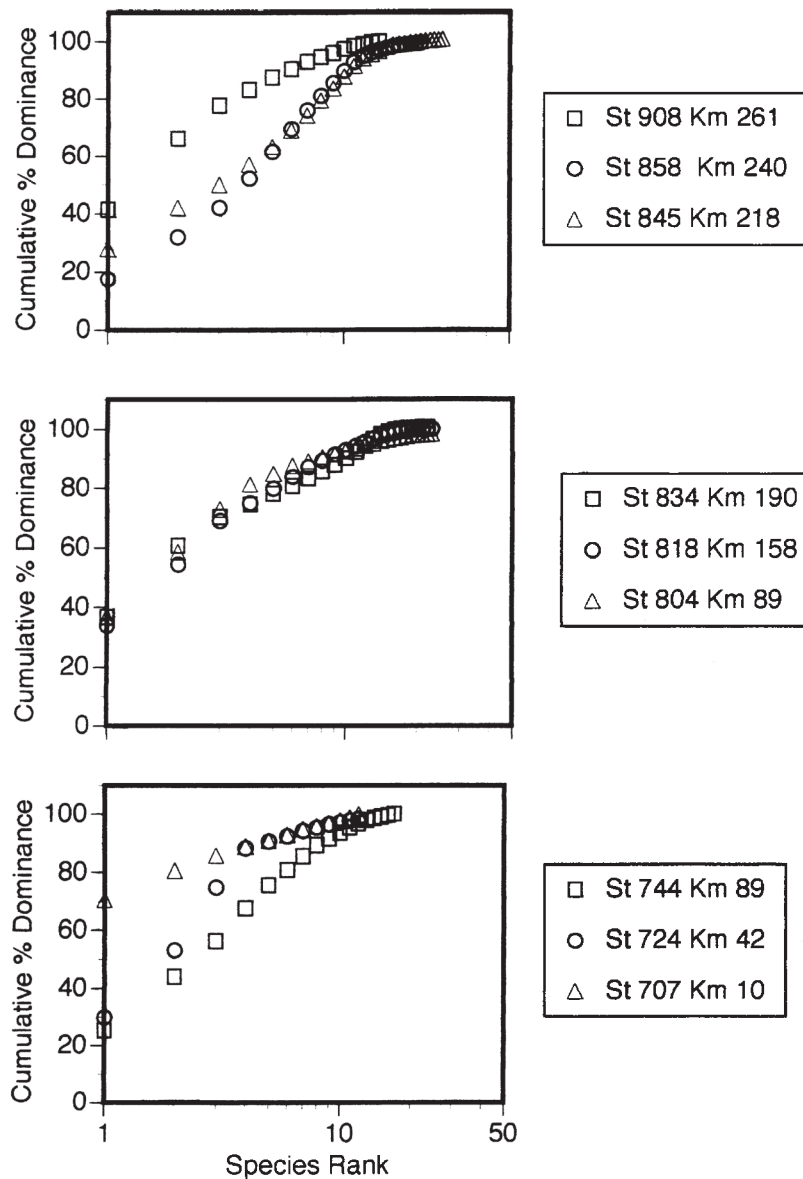 Cumulative % Dominance
100
80
60
40
20
0
St 908 Km 261
St 858 Km 240
St 845 Km 218
Cumulative % Dominance
100
80
60
40
20
0
St 834 Km 190
St 818 Km 158
St 804 Km 89
Cumulative % Dominance
100
80
60
40
20
0
1
10
50
Species Rank
St 744 Km 89
St 724 Km 42
St 707 Km 10